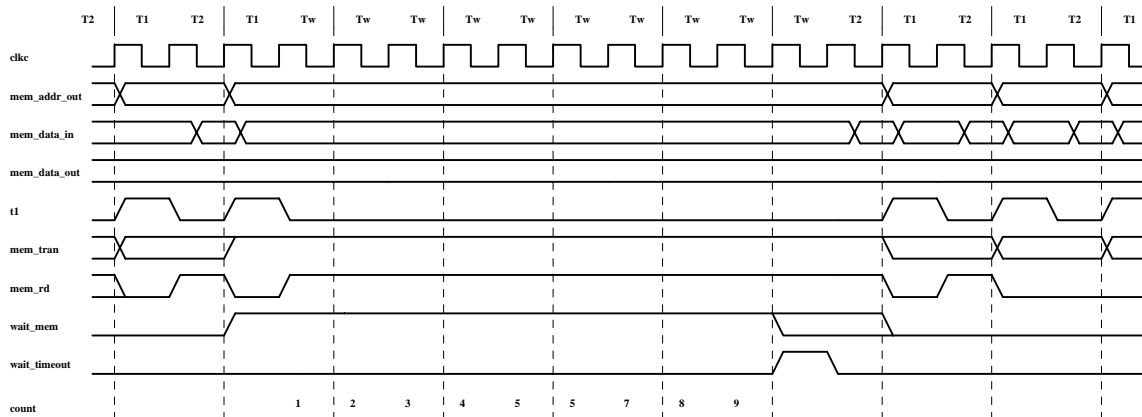 T2 T1 T2 T1 Tw Tw Tw Tw Tw Tw Tw Tw Tw Tw T2 T1 T2 T1 T2 T1
clkc
mem_addr_out
mem_data_in
mem_data_out
t1
mem_tran
mem_rd
wait_mem
wait_timeout
count 1 2 3 4 5 5 7 8 9